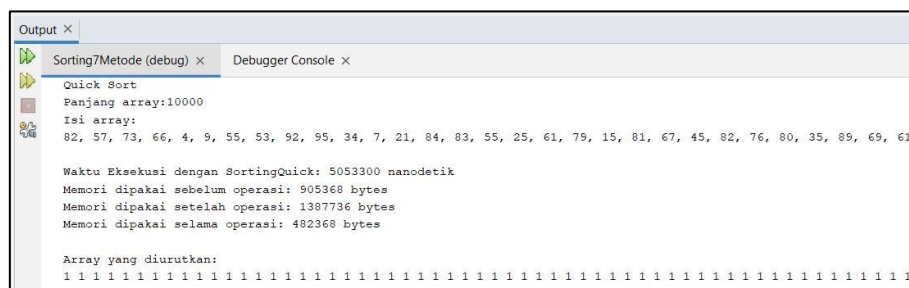 Output ×
Sorting7Metode (debug) × Debugger Console ×
Quick Sort
Panjang array:10000
Isi array:
82, 57, 73, 66, 4, 9, 55, 53, 92, 95, 34, 7, 21, 84, 83, 55, 25, 61, 79, 15, 81, 67, 45, 82, 76, 80, 35, 89, 69, 61
Waktu Eksekusi dengan SortingQuick: 5053300 nanodetik
Memori dipakai sebelum operasi: 905368 bytes
Memori dipakai setelah operasi: 1387736 bytes
Memori dipakai selama operasi: 482368 bytes
Array yang diurutkan:
1 1 1 1 1 1 1 1 1 1 1 1 1 1 1 1 1 1 1 1 1 1 1 1 1 1 1 1 1 1 1 1 1 1 1 1 1 1 1 1 1 1 1 1 1 1 1 1 1 1 1 1 1 1 1 1 1 1